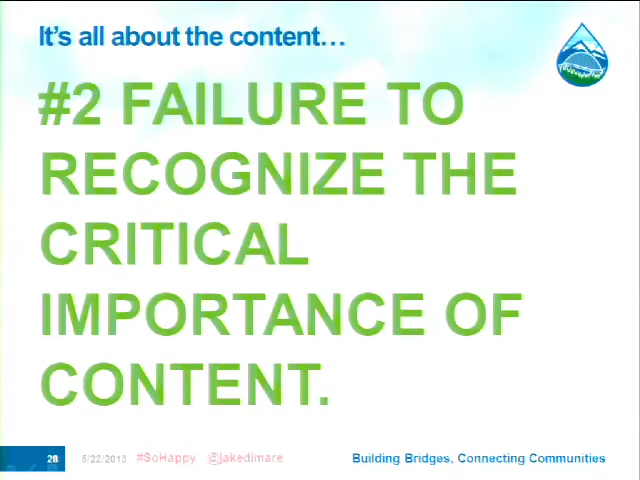 It's all about the content…
#2 FAILURE TO
RECOGNIZE THE
CRITICAL
IMPORTANCE OF
CONTENT.
28 5/22/2013 #SoHappy @jakedimare Building Bridges, Connecting Communities